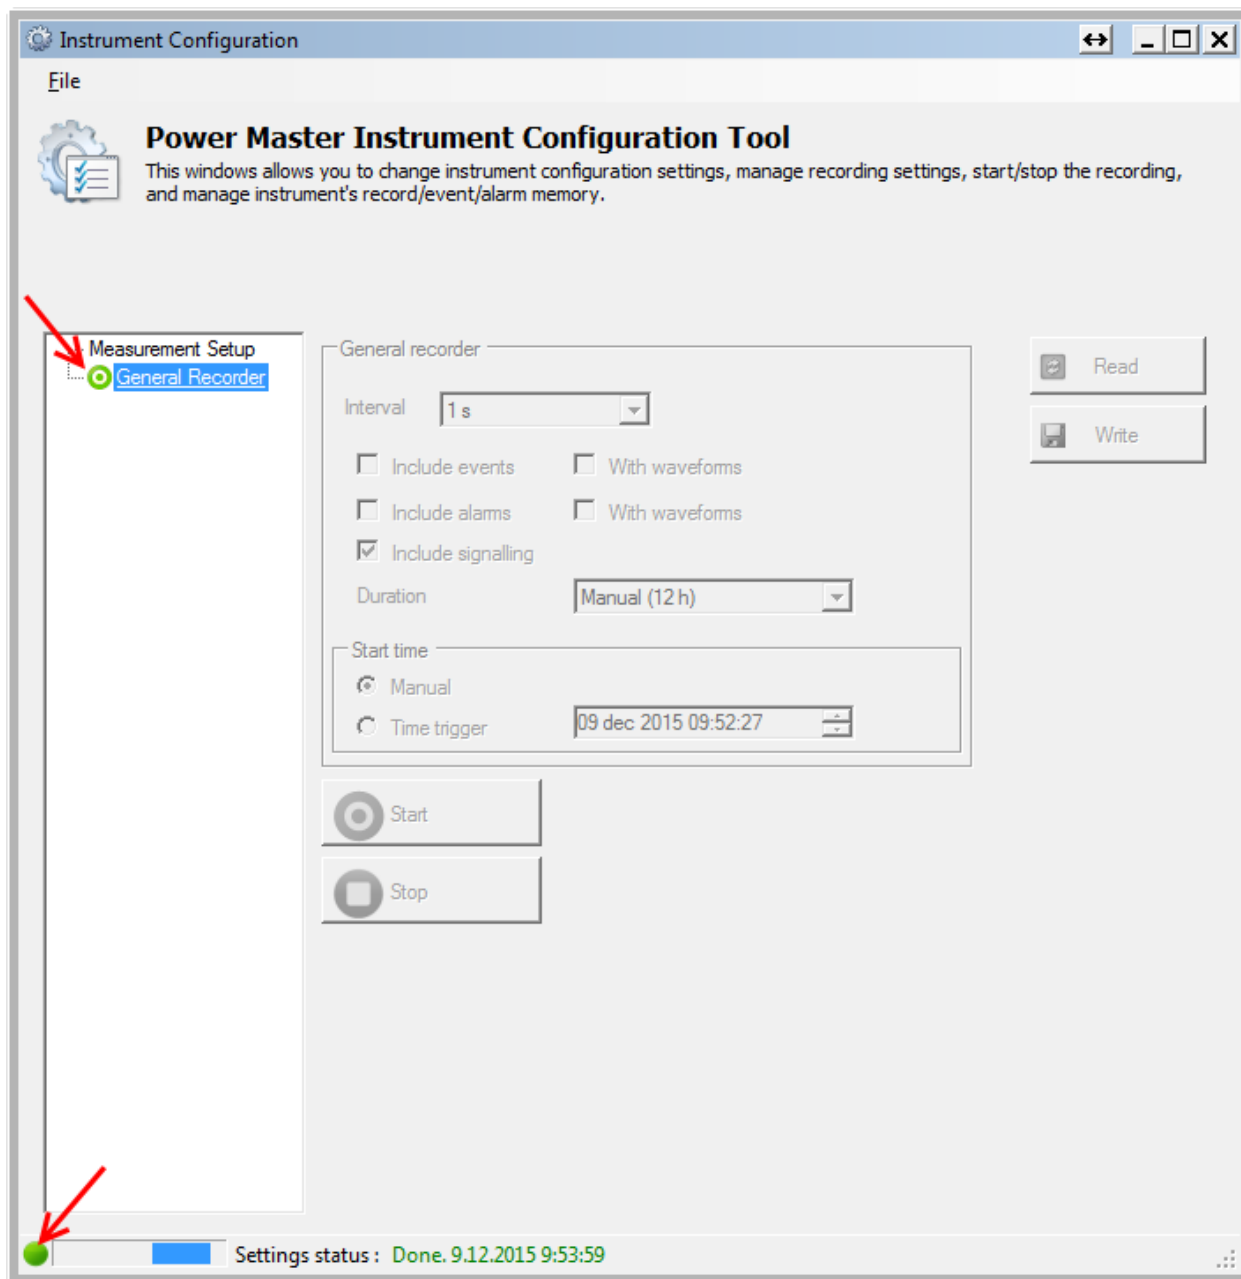 Instrument Configuration
File
Power Master Instrument Configuration Tool
This windows allows you to change instrument configuration settings, manage recording settings, start/stop the recording,
and manage instrument's record/event/alarm memory.
Measurement Setup
General Recorder
General recorder
Interval 1 s
Include events With waveforms
Include alarms With waveforms
Include signalling
Duration Manual (12 h)
Start time
Manual
Time trigger 09 dec 2015 09:52:27
Start
Stop
Read
Write
Settings status : Done. 9.12.2015 9:53:59